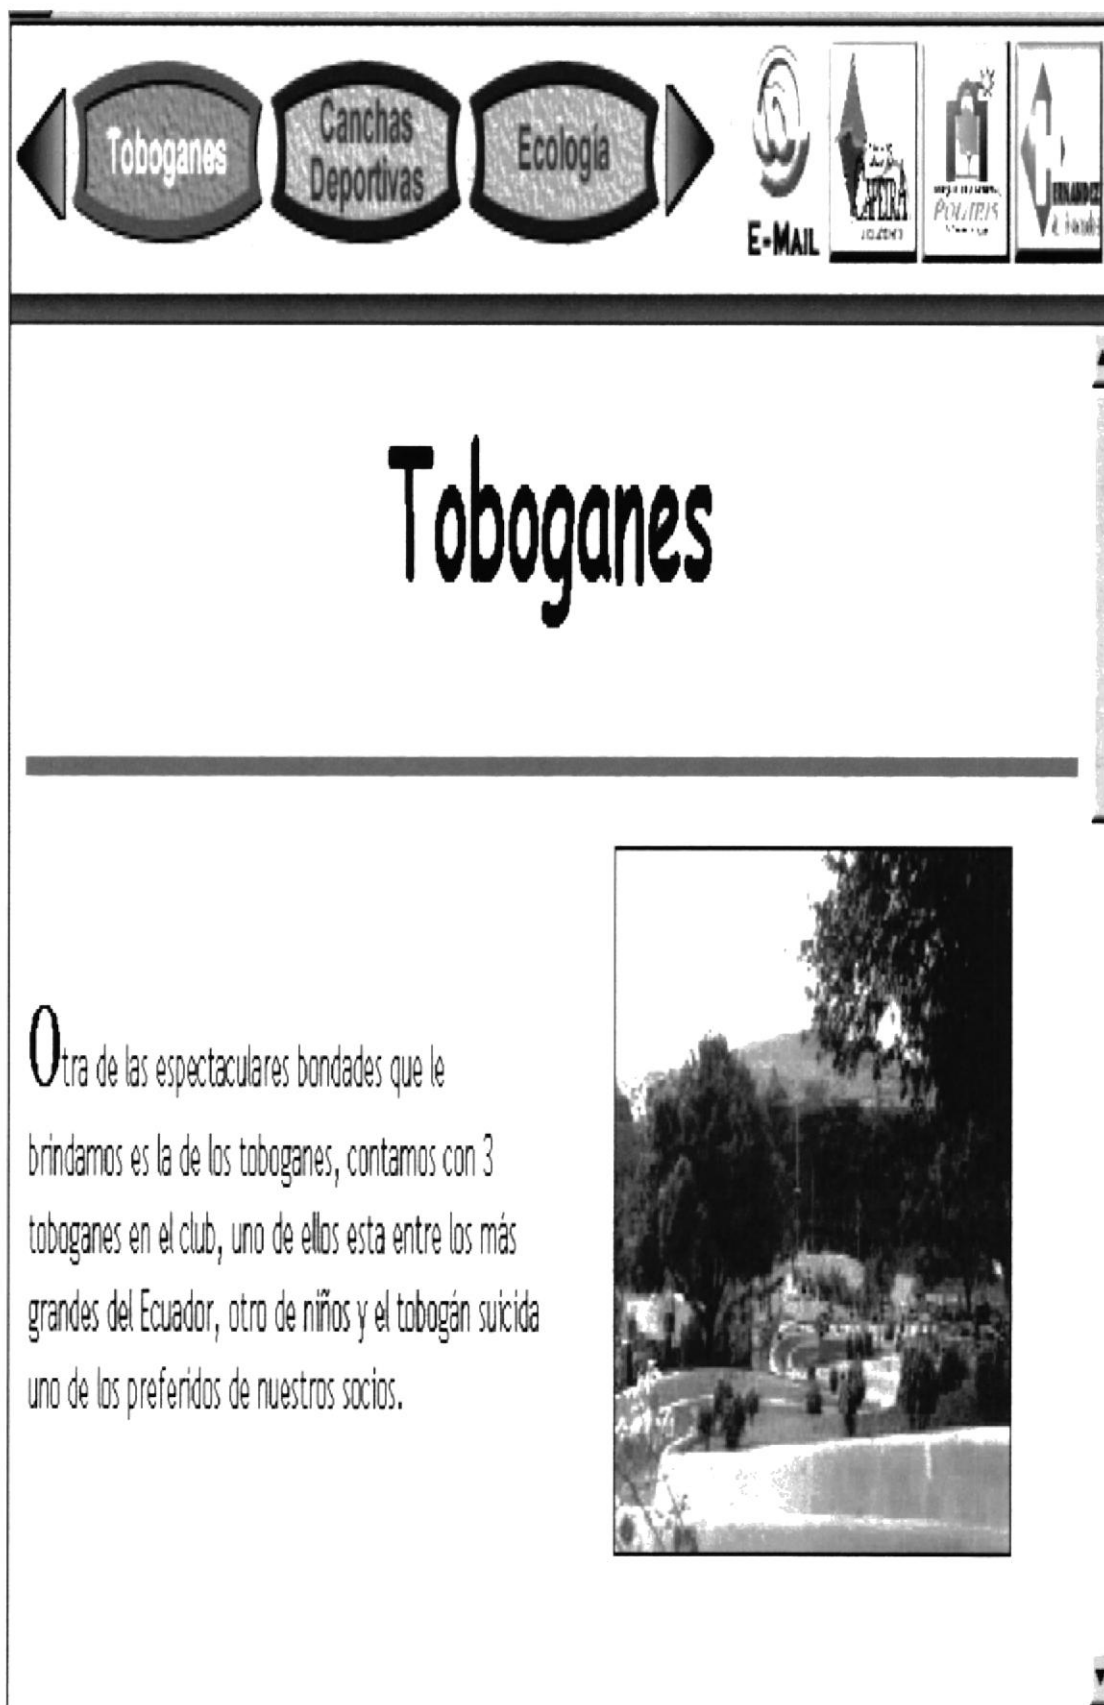 Toboganes
Canchas
Deportivas
Ecología
E-MAIL
CAPEIRA
POLITRIS
Toboganes
Otra de las espectaculares bondades que le
brindamos es la de los toboganes, contamos con 3
toboganes en el club, uno de ellos esta entre los más
grandes del Ecuador, otro de niños y el tobogán suicida
uno de los preferidos de nuestros socios.